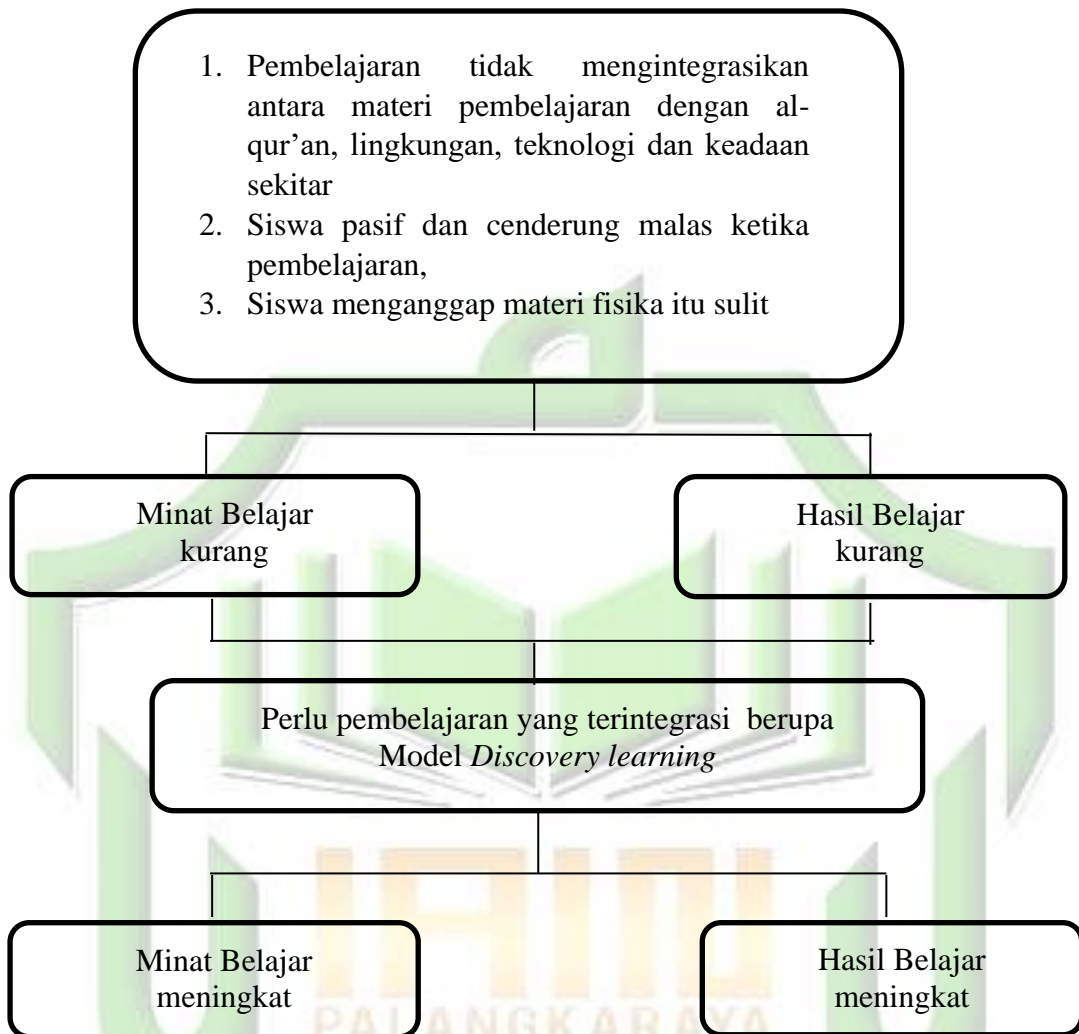 1. Pembelajaran tidak mengintegrasikan
antara materi pembelajaran dengan al-
qur’an, lingkungan, teknologi dan keadaan
sekitar
2. Siswa pasif dan cenderung malas ketika
pembelajaran,
3. Siswa menganggap materi fisika itu sulit
Minat Belajar
kurang
Hasil Belajar
kurang
Perlu pembelajaran yang terintegrasi berupa
Model Discovery learning
IAIN
Minat Belajar
meningkat
Hasil Belajar
meningkat
PALANGKARAYA